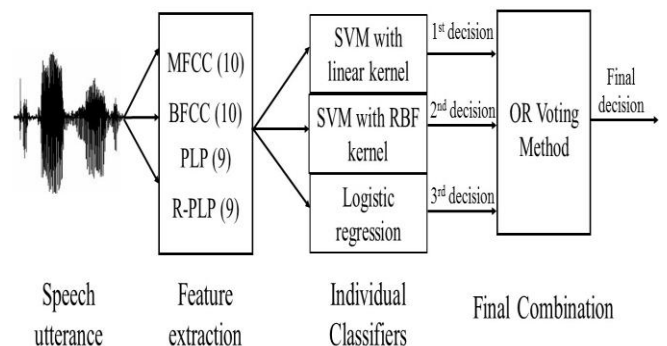 MFCC (10)
BFCC (10)
PLP (9)
R-PLP (9)
SVM with
linear kernel
SVM with RBF
kernel
Logistic
regression
1st decision
2nd decision
3rd decision
OR Voting
Method
Final
decision
Speech
utterance
Feature
extraction
Individual
Classifiers
Final Combination